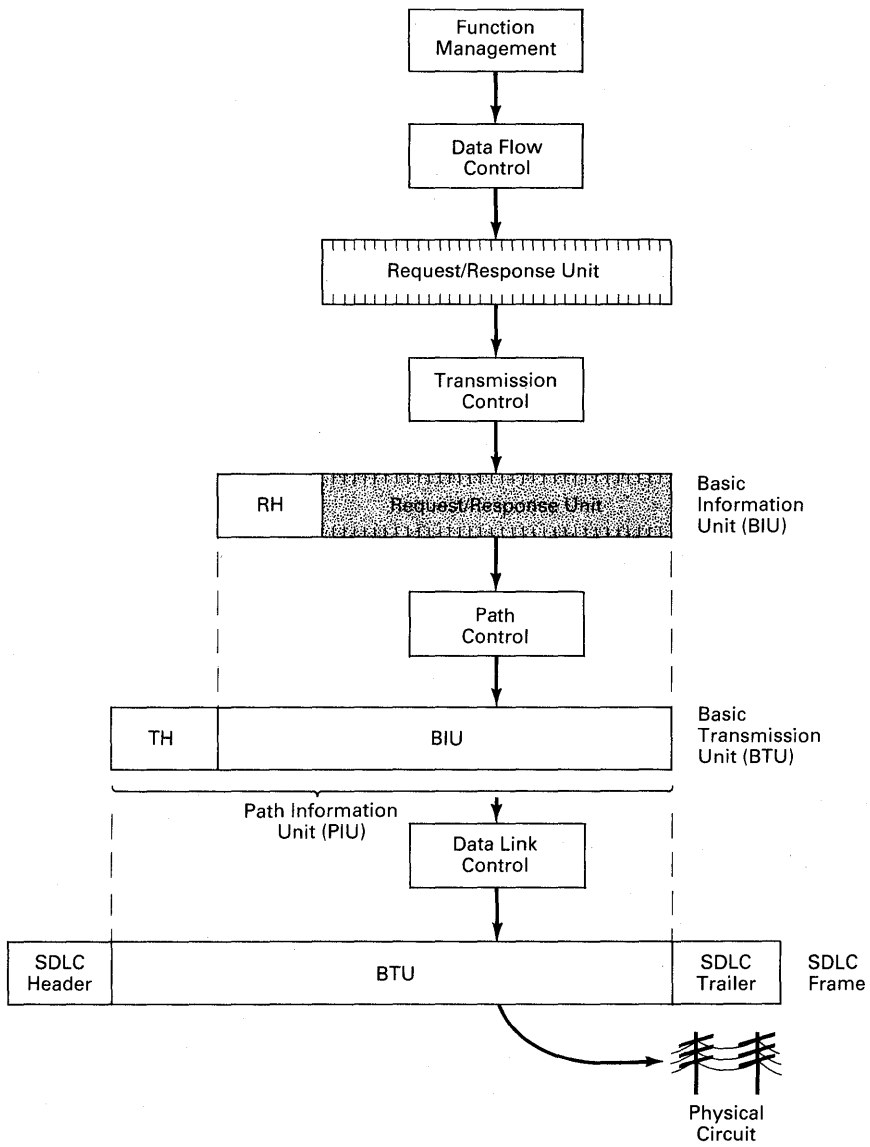 Function
Management
Data Flow
Control
Request/Response Unit
Transmission
Control
RH
Request/Response Unit
Basic
Information
Unit (BIU)
Path
Control
TH
BIU
Basic
Transmission
Unit (BTU)
Path Information
Unit (PIU)
Data Link
Control
SDLC
Header
BTU
SDLC
Trailer
SDLC
Frame
Physical
Circuit